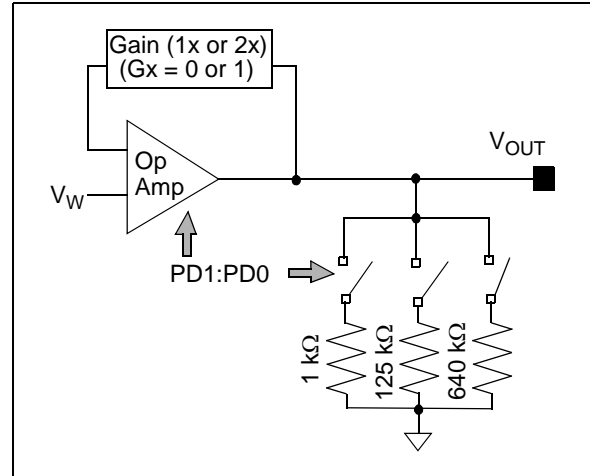 Gain (1x or 2x)
(Gx = 0 or 1)
Op
Amp
VW
VOUT
PD1:PD0
1 kΩ
125 kΩ
640 kΩ